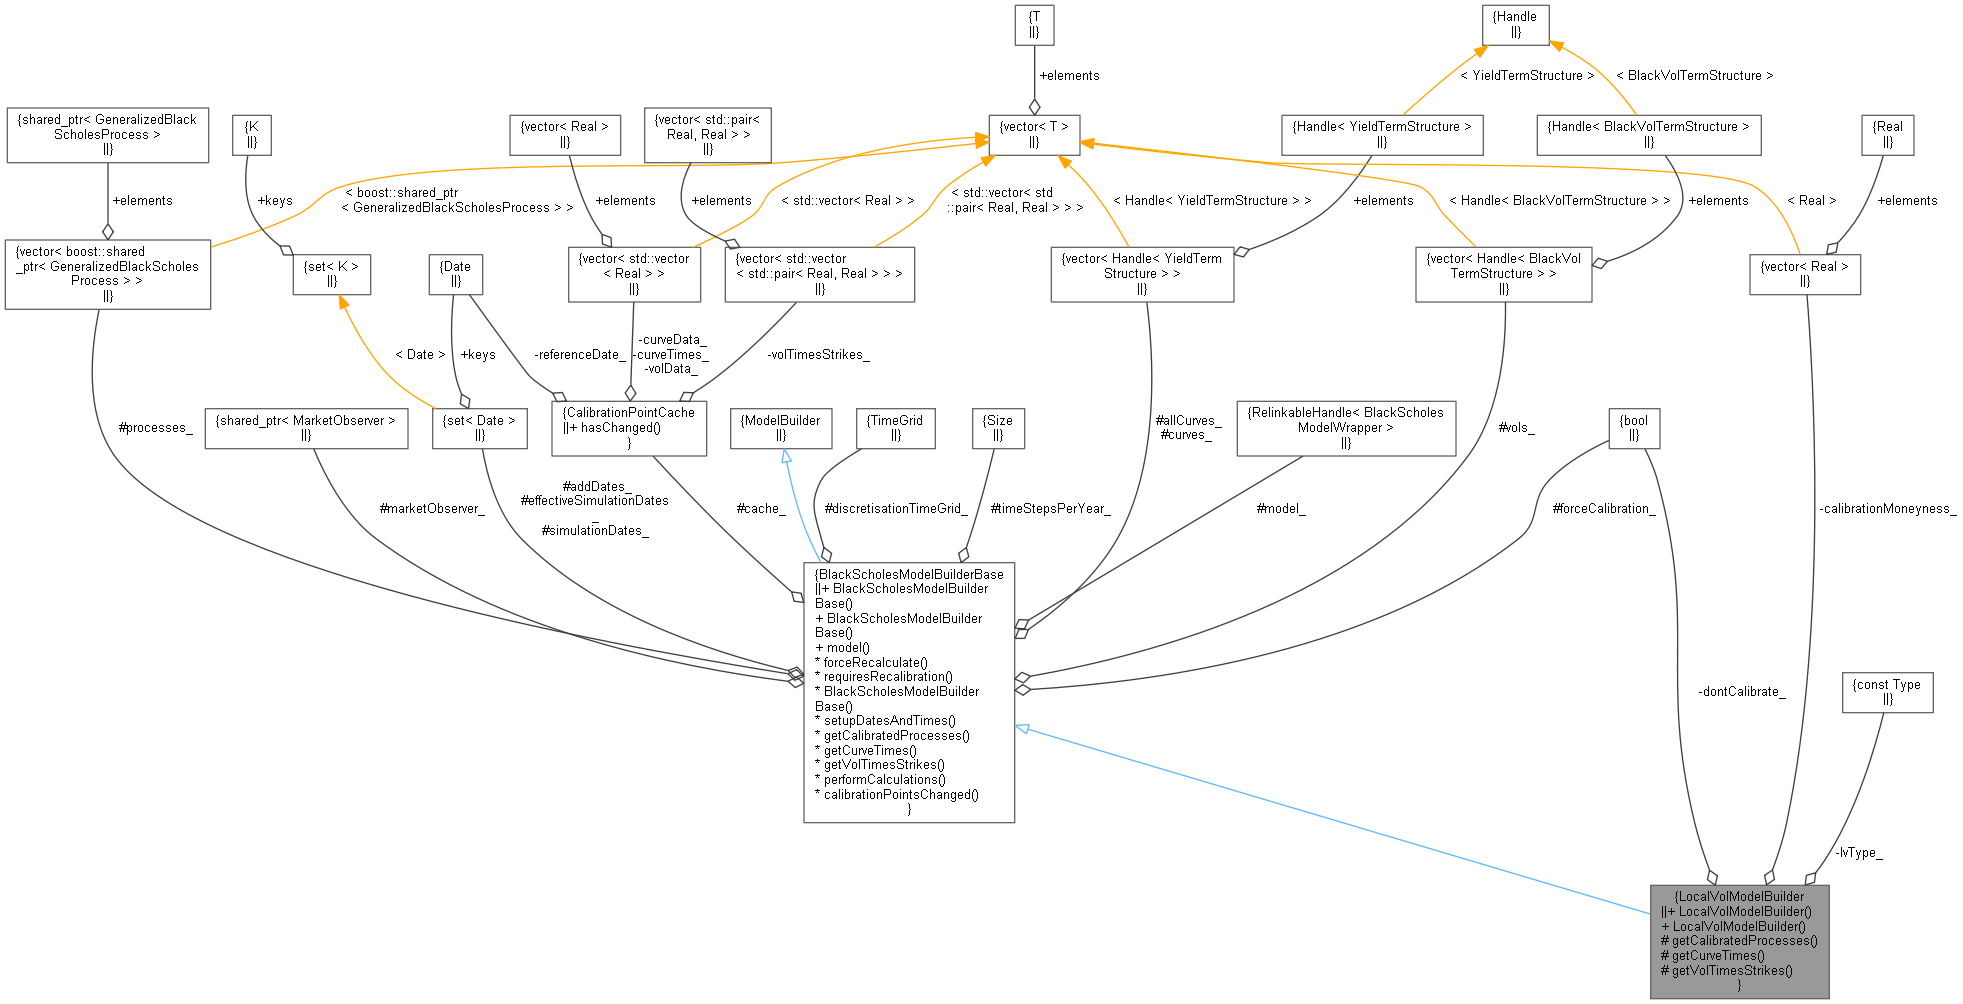 {T
||}
{Handle
||}
+elements
< YieldTermStructure >
< BlackVolTermStructure >
{shared_ptr< GeneralizedBlack
ScholesProcess >
||}
{K
||}
{vector< Real >
||}
{vector< std::pair<
Real, Real > >
||}
{vector< T >
||}
{Handle< YieldTermStructure >
||}
{Handle< BlackVolTermStructure >
||}
{Real
||}
+elements
+keys
< boost::shared_ptr
< GeneralizedBlackScholesProcess > >
+elements
+elements
< std::vector< Real > >
< std::vector< std
::pair< Real, Real > > >
< Handle< YieldTermStructure > >
+elements
< Handle< BlackVolTermStructure > >
+elements
< Real >
+elements
{vector< boost::shared
_ptr< GeneralizedBlackScholes
Process > >
||}
{set< K >
||}
{Date
||}
{vector< std::vector
< Real > >
||}
{vector< std::vector
< std::pair< Real, Real > > >
||}
{vector< Handle< YieldTerm
Structure > >
||}
{vector< Handle< BlackVol
TermStructure > >
||}
{vector< Real >
||}
< Date >
+keys
-referenceDate_
-curveData_
-curveTimes_
-volData_
-volTimesStrikes_
#processes_
{shared_ptr< MarketObserver >
||}
{set< Date >
||}
{CalibrationPointCache
||+ hasChanged()
}
{ModelBuilder
||}
{TimeGrid
||}
{Size
||}
#allCurves_
#curves_
{RelinkableHandle< BlackScholes
ModelWrapper >
||}
#vols_
{bool
||}
#marketObserver_
#addDates_
#effectiveSimulationDates
_
#simulationDates_
#cache_
#discretisationTimeGrid_
#timeStepsPerYear_
#model_
#forceCalibration_
-calibrationMoneyness_
{BlackScholesModelBuilderBase
||+ BlackScholesModelBuilder
Base()
+ BlackScholesModelBuilder
Base()
+ model()
* forceRecalculate()
* requiresRecalibration()
* BlackScholesModelBuilder
Base()
* setupDatesAndTimes()
* getCalibratedProcesses()
* getCurveTimes()
* getVolTimesStrikes()
* performCalculations()
* calibrationPointsChanged()
}
-dontCalibrate_
{const Type
||}
-lvType_
{LocalVolModelBuilder
||+ LocalVolModelBuilder()
+ LocalVolModelBuilder()
# getCalibratedProcesses()
# getCurveTimes()
# getVolTimesStrikes()
}